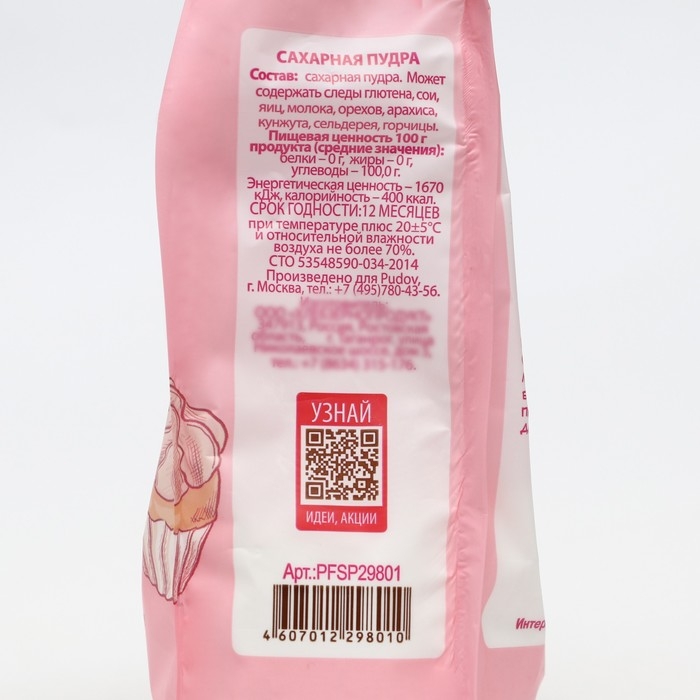 САХАРНАЯ ПУДРА
Состав: сахарная пудра. Может
содержать следы глютена, сои,
яиц, молока, орехов, арахиса,
кунжута, сельдерея, горчицы.
Пищевая ценность 100 г
продукта (средние значения):
белки – 0 г, жиры – 0 г,
углеводы – 100,0 г.
Энергетическая ценность – 1670
кДж, калорийность – 400 ккал.
СРОК ГОДНОСТИ:12 МЕСЯЦЕВ
при температуре плюс 20±5°С
и относительной влажности
воздуха не более 70%.
СТО 53548590-034-2014
Произведено для Pudov,
г. Москва, тел.: +7 (495)780-43-56.
УЗНАЙ
ИДЕИ, АКЦИИ
Арт.:PFSP29801
4 607012 298010
Интер